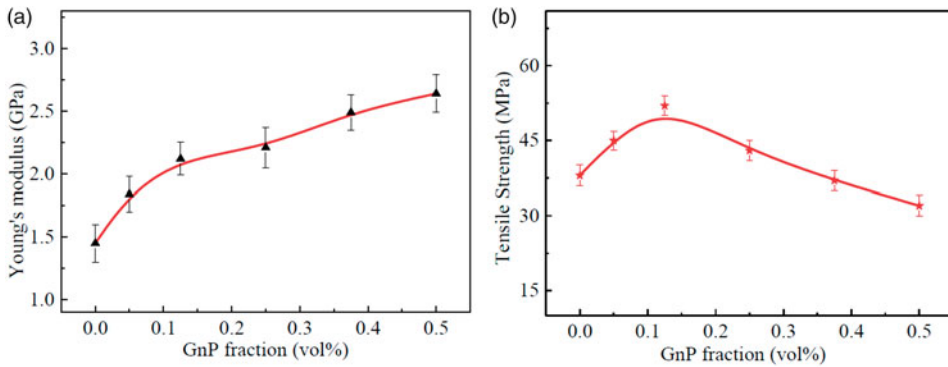 (a)
Young's modulus (GPa)
3.0
2.5
2.0
1.5
1.0
0.0 0.1 0.2 0.3 0.4 0.5
GnP fraction (vol%)
(b)
Tensile Strength (MPa)
60
45
30
15
0.0 0.1 0.2 0.3 0.4 0.5
GnP fraction (vol%)